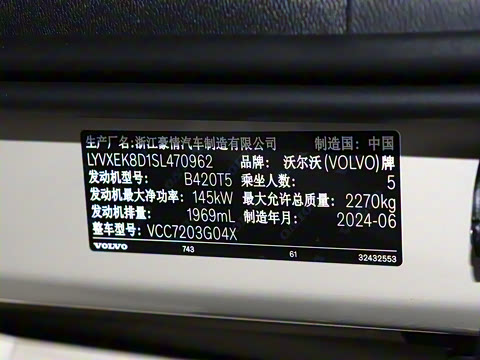 生产厂名:浙江豪情汽车制造有限公司 制造国: 中国
LYVXEK8D1SL470962 品牌: 沃尔沃(VOLVO)牌
发动机型号: B420T5 乘坐人数: 5
发动机最大净功率: 145kW 最大允许总质量: 2270kg
发动机排量: 1969mL 制造年月: 2024-06
整车型号: VCC7203G04X
VOLVO 743 61 32432553